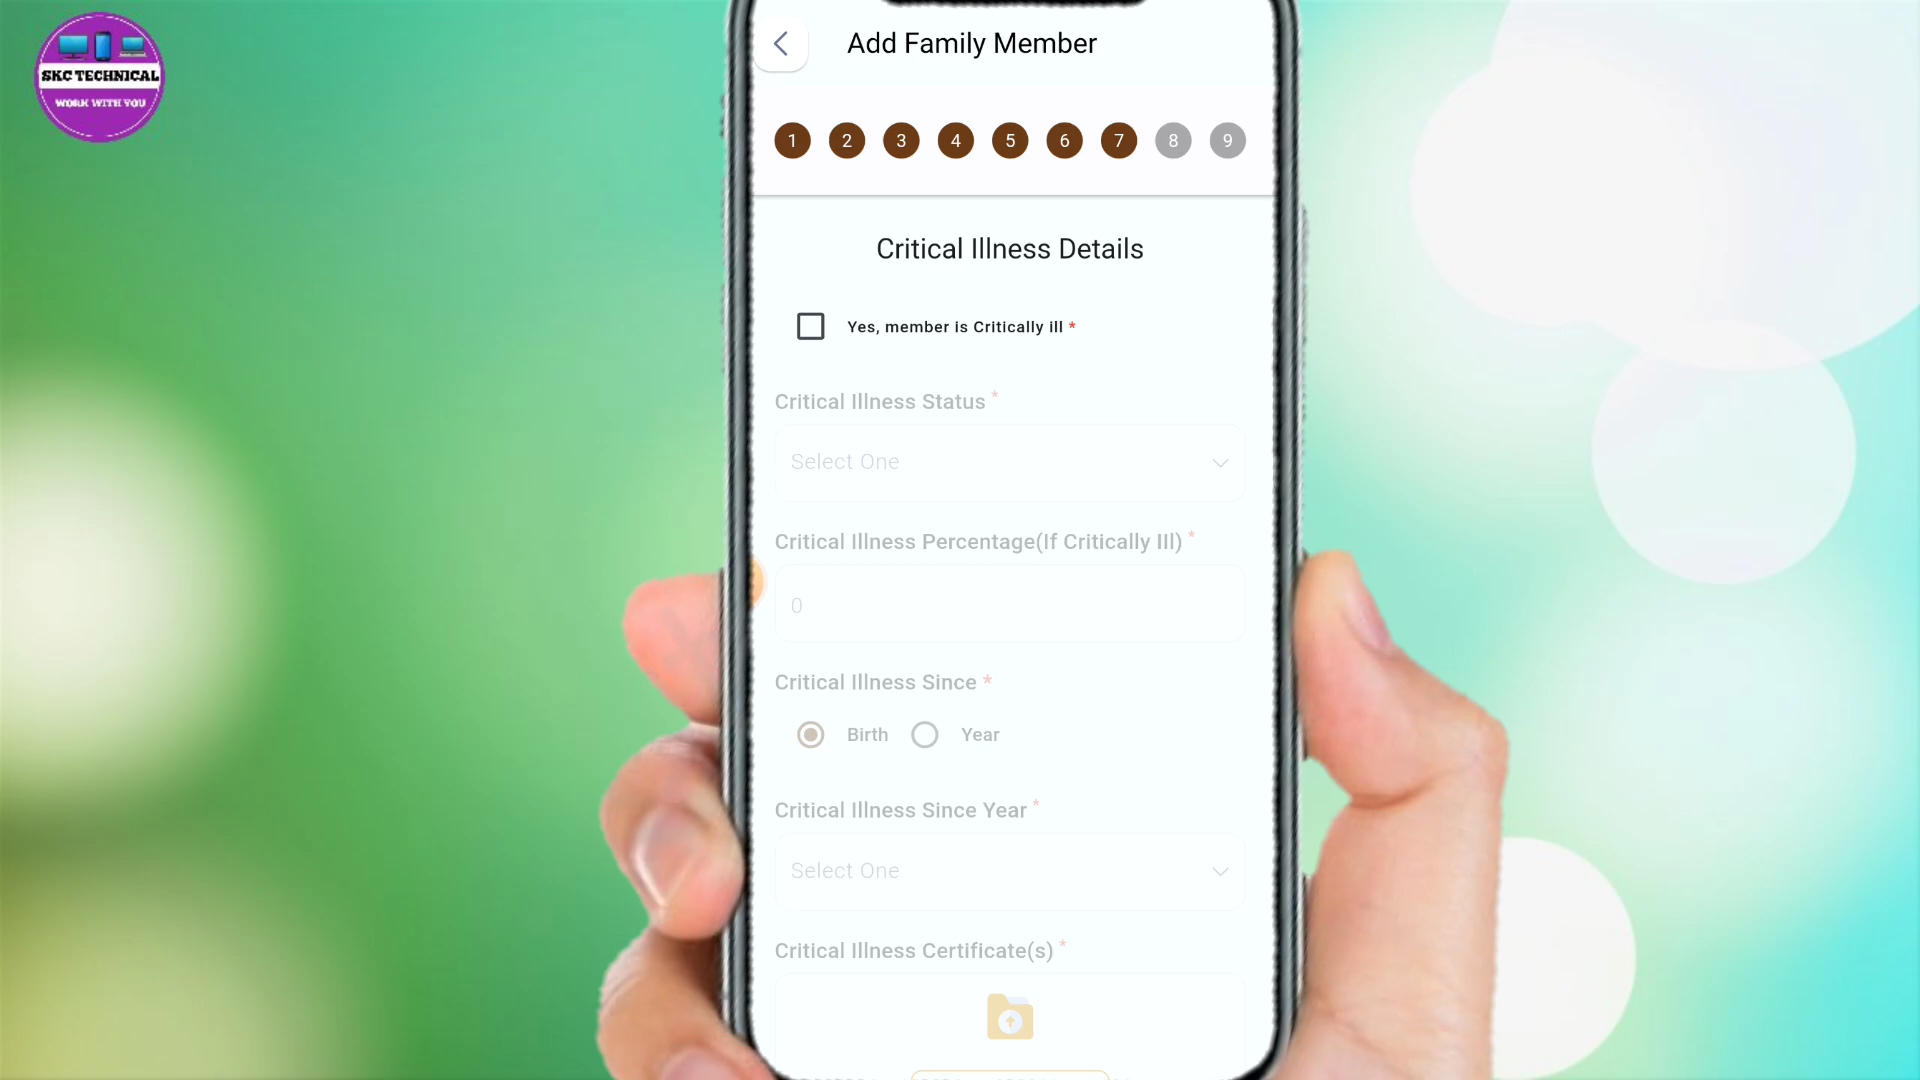 SKC TECHNICAL
WORK WITH YOU
Add Family Member
1 2 3 4 5 6 7 8 9
Critical Illness Details
Yes, member is Critically ill *
Critical Illness Status *
Select One
Critical Illness Percentage(If Critically Ill) *
0
Critical Illness Since *
Birth Year
Critical Illness Since Year *
Select One
Critical Illness Certificate(s) *